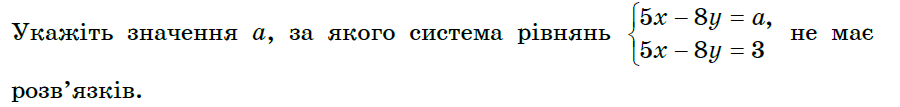 Укажіть значення a, за якого система рівнянь { 5x – 8y = a, 5x – 8y = 3 не має
розв’язків.